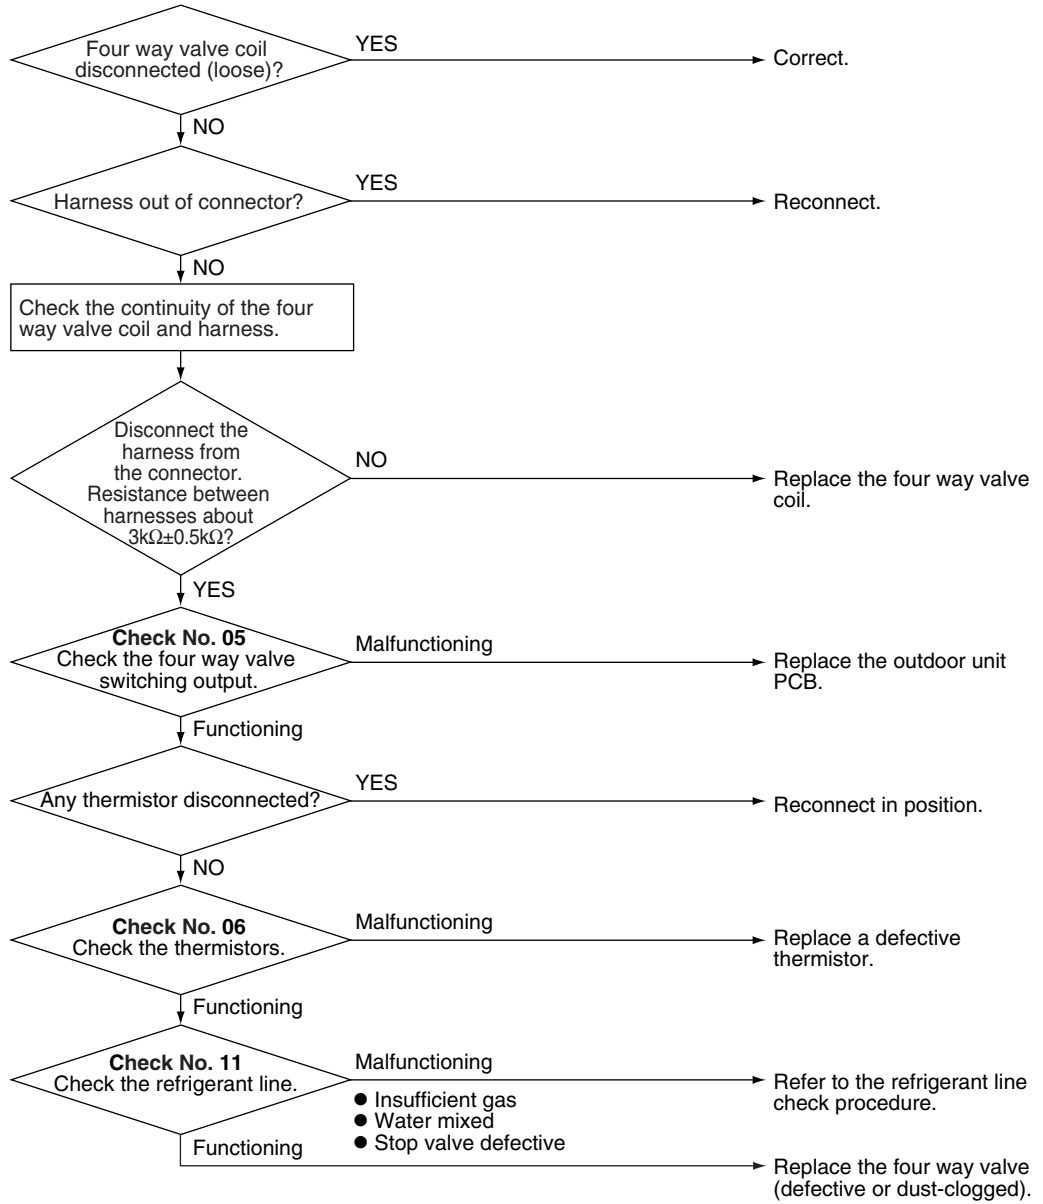 Four way valve coil
disconnected (loose)?
YES
Correct.
NO
Harness out of connector?
YES
Reconnect.
NO
Check the continuity of the four
way valve coil and harness.
Disconnect the
harness from
the connector.
Resistance between
harnesses about
3kΩ±0.5kΩ?
NO
Replace the four way valve
coil.
YES
Check No. 05
Check the four way valve
switching output.
Malfunctioning
Replace the outdoor unit
PCB.
Functioning
Any thermistor disconnected?
YES
Reconnect in position.
NO
Check No. 06
Check the thermistors.
Malfunctioning
Replace a defective
thermistor.
Functioning
Check No. 11
Check the refrigerant line.
Malfunctioning
● Insufficient gas
● Water mixed
● Stop valve defective
Refer to the refrigerant line
check procedure.
Functioning
Replace the four way valve
(defective or dust-clogged).